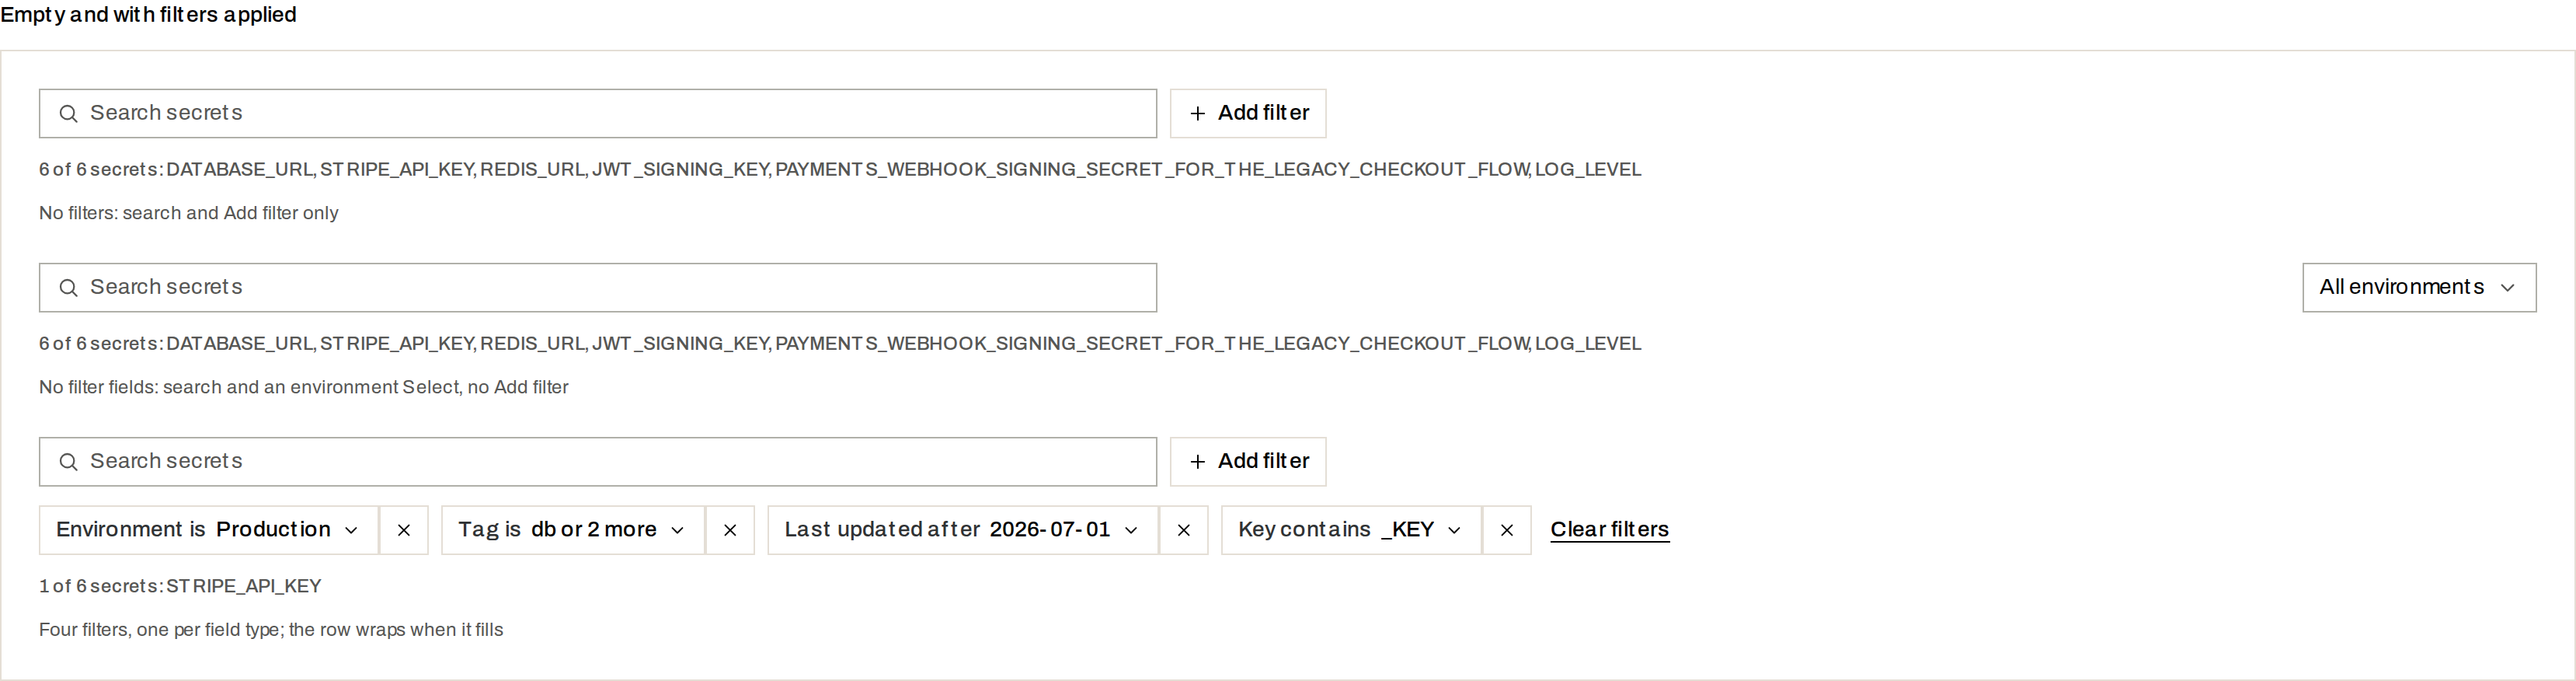 Empty and with filters applied
Search secrets
Add filter
6 of 6 secrets: DATABASE_URL, STRIPE_API_KEY, REDIS_URL, JWT_SIGNING_KEY, PAYMENTS_WEBHOOK_SIGNING_SECRET_FOR_THE_LEGACY_CHECKOUT_FLOW, LOG_LEVEL
No filters: search and Add filter only
Search secrets
All environments
6 of 6 secrets: DATABASE_URL, STRIPE_API_KEY, REDIS_URL, JWT_SIGNING_KEY, PAYMENTS_WEBHOOK_SIGNING_SECRET_FOR_THE_LEGACY_CHECKOUT_FLOW, LOG_LEVEL
No filter fields: search and an environment Select, no Add filter
Search secrets
Add filter
Environment is Production
Tag is db or 2 more
Last updated after 2026-07-01
Key contains _KEY
Clear filters
1 of 6 secrets: STRIPE_API_KEY
Four filters, one per field type; the row wraps when it fills